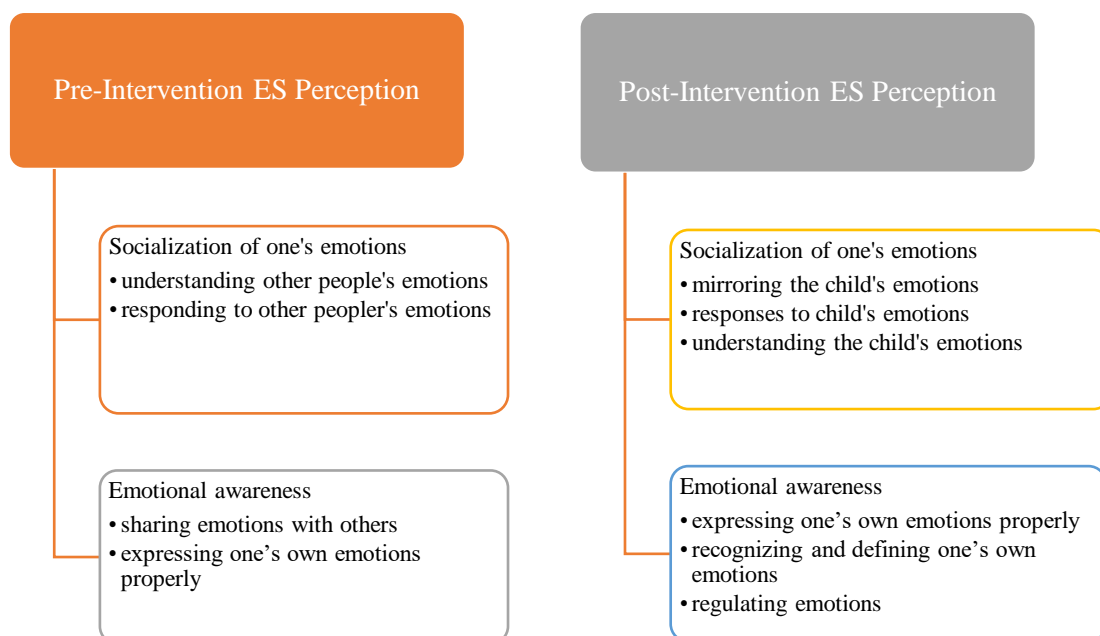 Pre-Intervention ES Perception
Socialization of one's emotions
• understanding other people's emotions
• responding to other peopler's emotions
Emotional awareness
• sharing emotions with others
• expressing one’s own emotions
properly
Post-Intervention ES Perception
Socialization of one's emotions
• mirroring the child's emotions
• responses to child's emotions
• understanding the child's emotions
Emotional awareness
• expressing one’s own emotions properly
• recognizing and defining one’s own
emotions
• regulating emotions